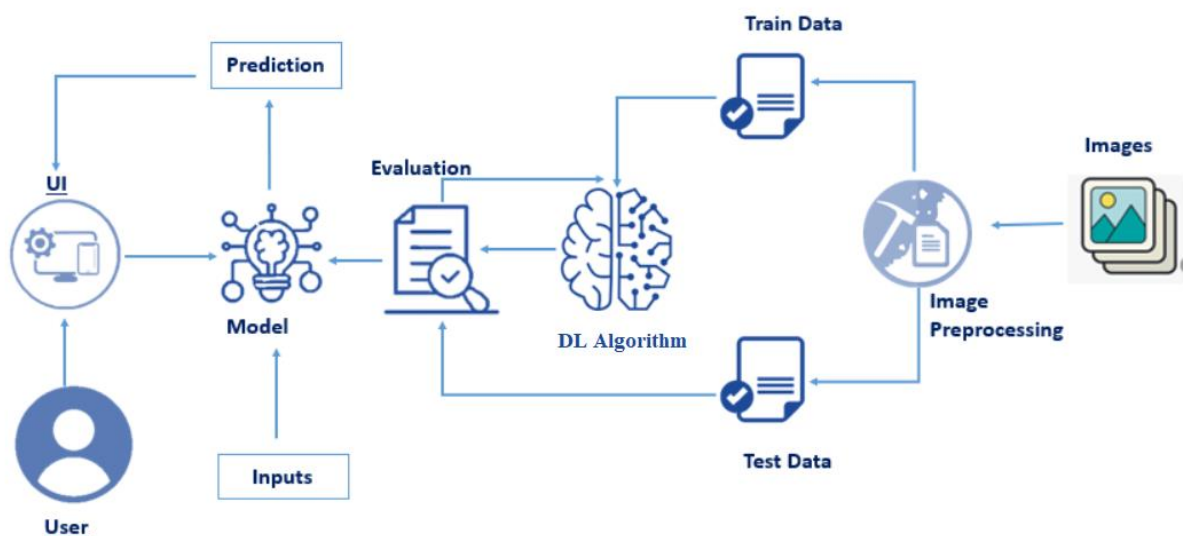 Train Data
Prediction
Images
Evaluation
UI
Image
Preprocessing
Model
DL Algorithm
Test Data
Inputs
User